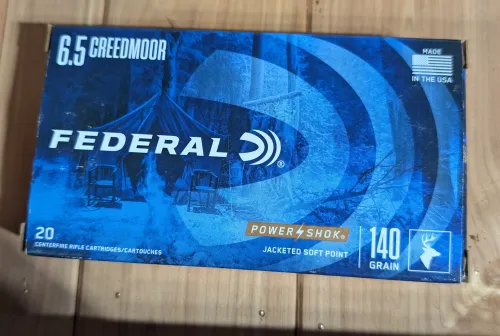 6.5 CREEDMOOR
MADE
IN THE USA
FEDERAL®
20
CENTERFIRE RIFLE CARTRIDGES/CARTOUCHES
POWER SHOK®
JACKETED SOFT POINT
140
GRAIN